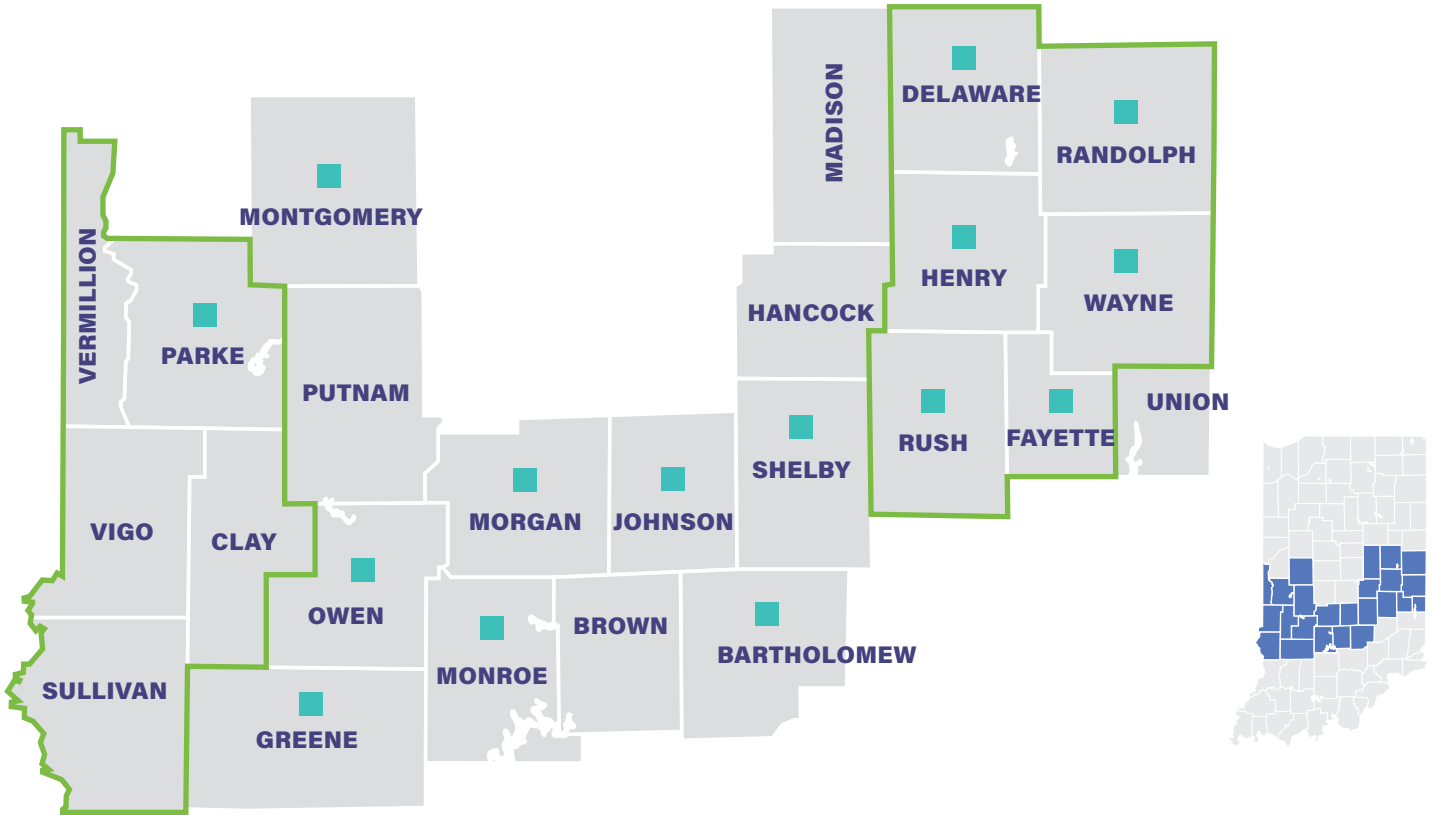 MADISON
DELAWARE
RANDOLPH
MONTGOMERY
VERMILLION
HENRY
WAYNE
HANCOCK
PARKE
PUTNAM
UNION
RUSH
FAYETTE
SHELBY
VIGO
CLAY
MORGAN
JOHNSON
OWEN
BROWN
BARTHOLOMEW
MONROE
SULLIVAN
GREENE